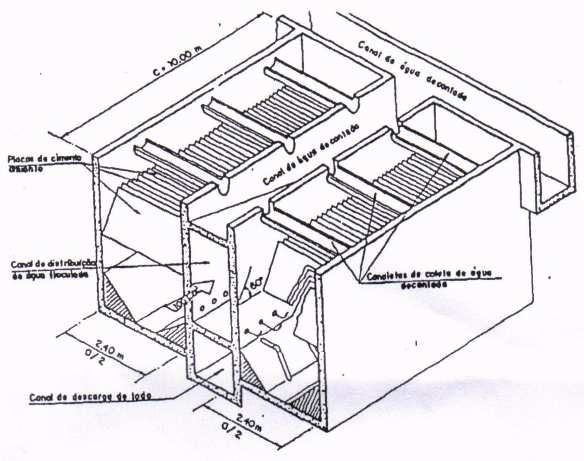 C = 10.00 m
Canal de água decantada
Canal de água decantada
Placas de cimento
amianto
Canal de distribuição
de água floculada
60°
Canaletas de coleta de água
decantada
2.40 m
a/2
Canal de descarga de lodo
2.40 m
a/2